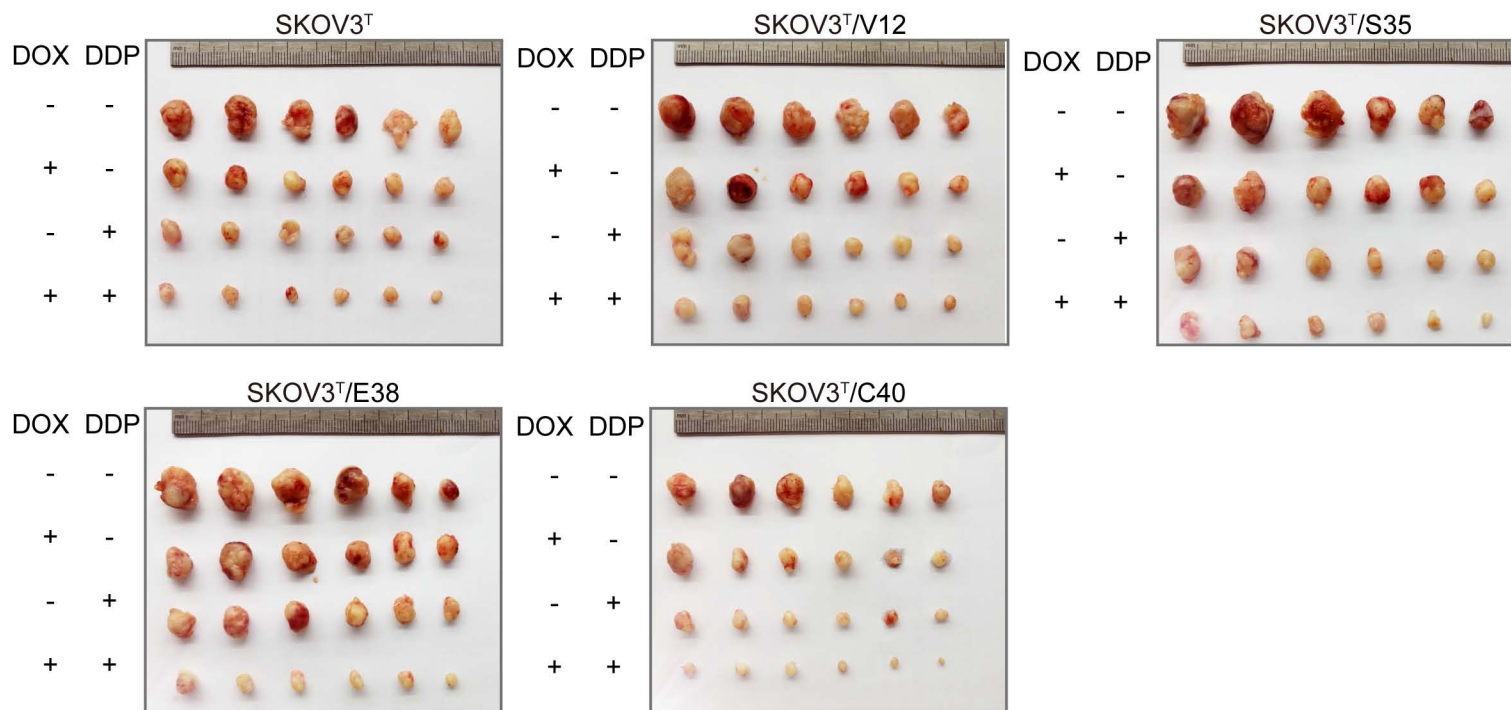 SKOV3ᵀ
DOX DDP
- -
+ -
- +
+ +
SKOV3ᵀ/V12
DOX DDP
- -
+ -
- +
+ +
SKOV3ᵀ/S35
DOX DDP
- -
+ -
- +
+ +
SKOV3ᵀ/E38
DOX DDP
- -
+ -
- +
+ +
SKOV3ᵀ/C40
DOX DDP
- -
+ -
- +
+ +